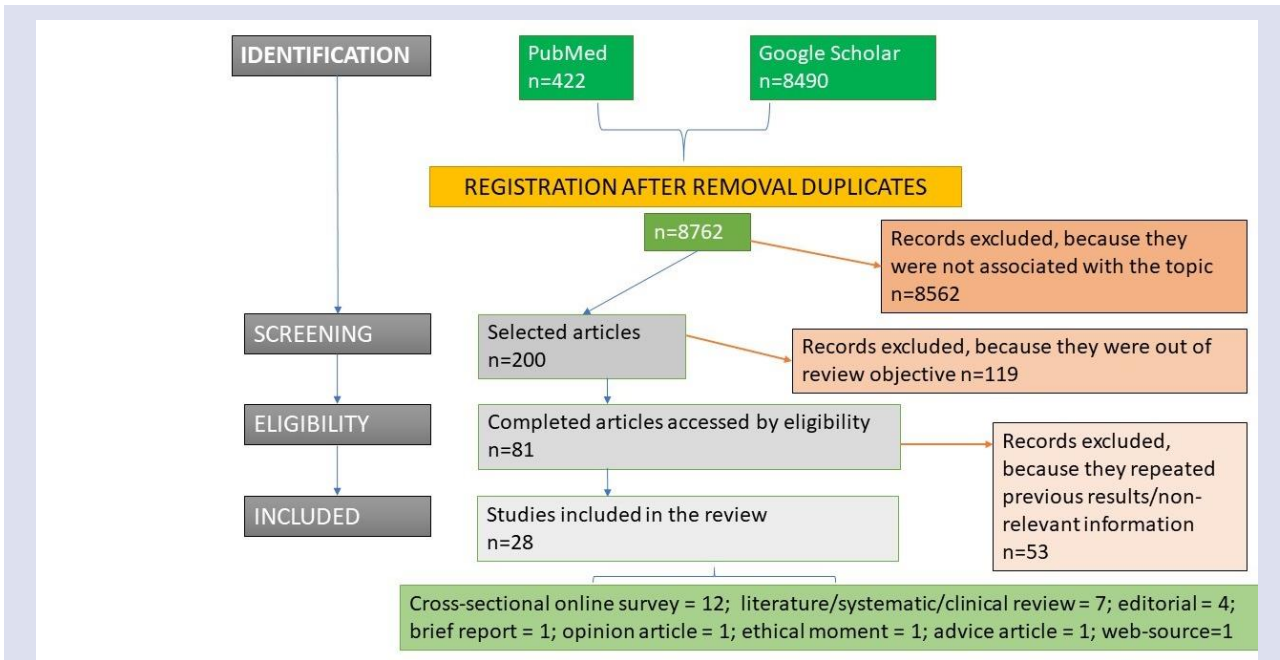 IDENTIFICATION
PubMed
n=422
Google Scholar
n=8490
REGISTRATION AFTER REMOVAL DUPLICATES
n=8762
Records excluded, because they
were not associated with the topic
n=8562
SCREENING
Selected articles
n=200
Records excluded, because they were out of
review objective n=119
ELIGIBILITY
Completed articles accessed by eligibility
n=81
Records excluded,
because they repeated
previous results/non-
relevant information
n=53
INCLUDED
Studies included in the review
n=28
Cross-sectional online survey = 12; literature/systematic/clinical review = 7; editorial = 4;
brief report = 1; opinion article = 1; ethical moment = 1; advice article = 1; web-source=1